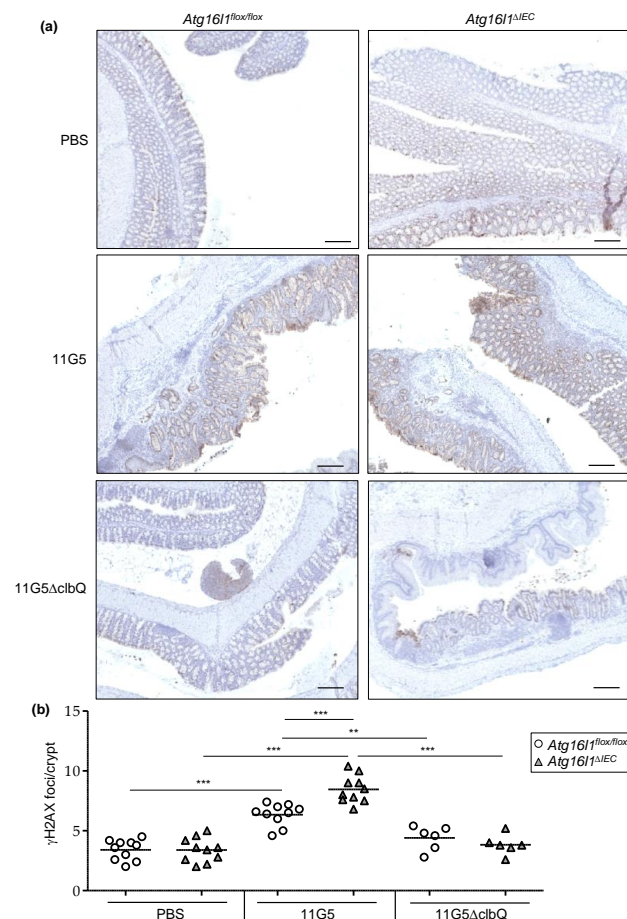 Atg16l1flox/flox Atg16l1ΔIEC
(a)
PBS
11G5
11G5ΔclbQ
(b)
15
***
**
*** ***
***
10
5
0
γH2AX foci/crypt
Atg16l1flox/flox
Atg16l1ΔIEC
PBS 11G5 11G5ΔclbQ